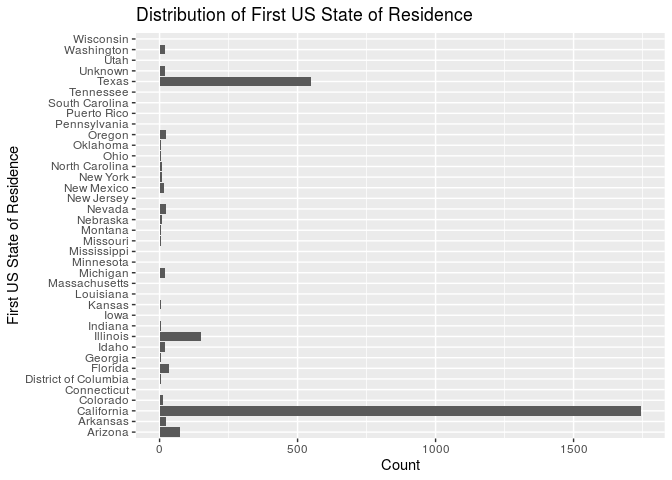 Distribution of First US State of Residence
First US State of Residence
Wisconsin
Washington
Utah
Unknown
Texas
Tennessee
South Carolina
Puerto Rico
Pennsylvania
Oregon
Oklahoma
Ohio
North Carolina
New York
New Mexico
New Jersey
Nevada
Nebraska
Montana
Missouri
Mississippi
Minnesota
Michigan
Massachusetts
Louisiana
Kansas
Iowa
Indiana
Illinois
Idaho
Georgia
Florida
District of Columbia
Connecticut
Colorado
California
Arkansas
Arizona
0 500 1000 1500
Count